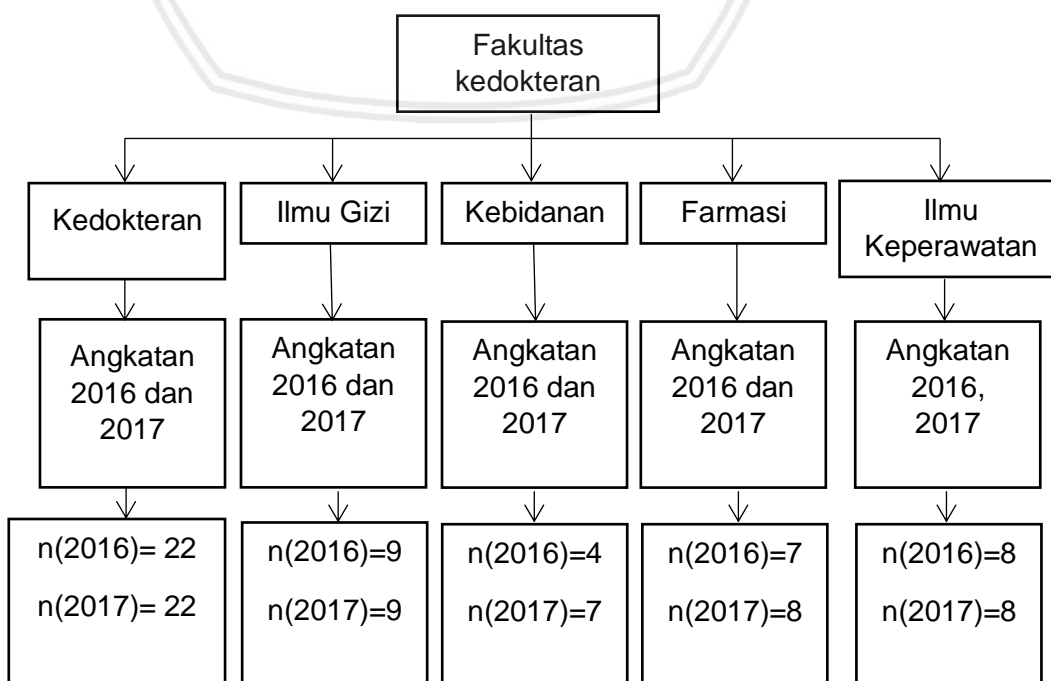 Fakultas
kedokteran
Kedokteran
Ilmu Gizi
Kebidanan
Farmasi
Ilmu
Keperawatan
Angkatan
2016 dan
2017
Angkatan
2016 dan
2017
Angkatan
2016 dan
2017
Angkatan
2016 dan
2017
Angkatan
2016,
2017
n(2016)= 22
n(2017)= 22
n(2016)=9
n(2017)=9
n(2016)=4
n(2017)=7
n(2016)=7
n(2017)=8
n(2016)=8
n(2017)=8